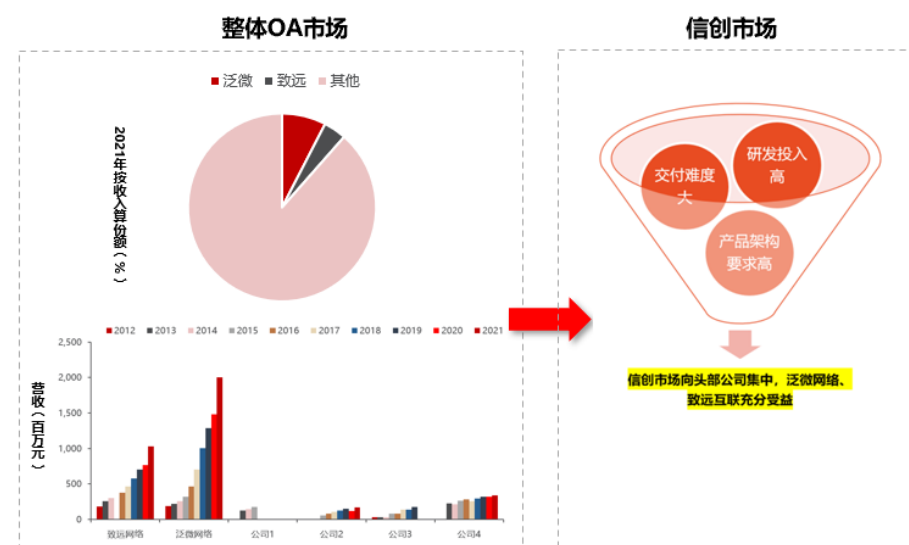 整体OA市场
信创市场
泛微 致远 其他
2021年按收入算份额(%)
交付难度
大
研发投入
高
产品架构
要求高
信创市场向头部公司集中，泛微网络、
致远互联充分受益
2012 2013 2014 2015 2016 2017 2018 2019 2020 2021
营收(百万元)
2,500
2,000
1,500
1,000
500
0
致远网络 泛微网络 公司1 公司2 公司3 公司4